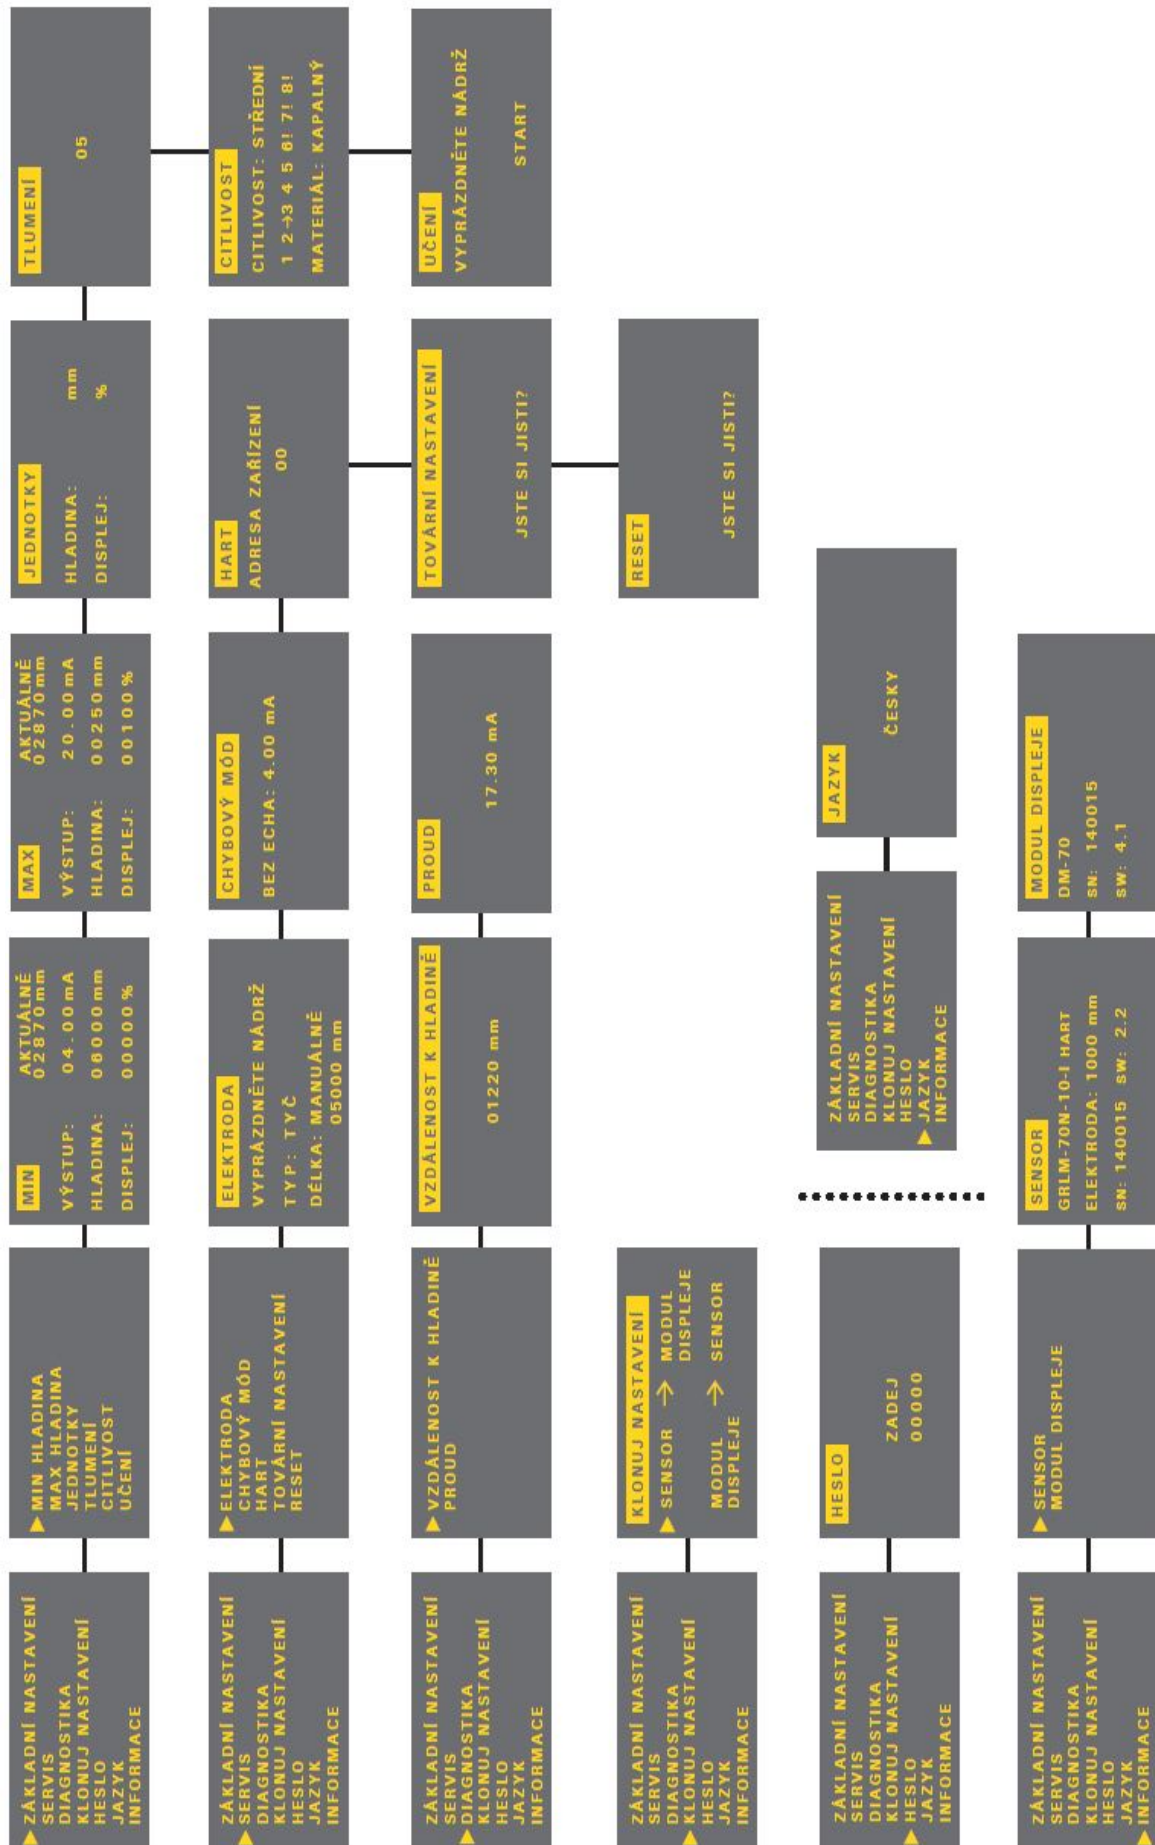 ▶ ZÁKLADNÍ NASTAVENÍ
SERVIS
DIAGNOSTIKA
KLONUJ NASTAVENÍ
HESLO
JAZYK
INFORMACE
▶ MIN HLADINA
MAX HLADINA
JEDNOTKY
TLUMENÍ
CITLIVOST
UČENÍ
MIN AKTUÁLNĚ
02870mm
VÝSTUP: 04.00mA
HLADINA: 06000mm
DISPLEJ: 00000%
MAX AKTUÁLNĚ
02870mm
VÝSTUP: 20.00mA
HLADINA: 00250mm
DISPLEJ: 00100%
JEDNOTKY
HLADINA: mm
DISPLEJ: %
TLUMENÍ
05
ZÁKLADNÍ NASTAVENÍ
▶ SERVIS
DIAGNOSTIKA
KLONUJ NASTAVENÍ
HESLO
JAZYK
INFORMACE
▶ ELEKTRODA
CHYBOVÝ MÓD
HART
TOVÁRNÍ NASTAVENÍ
RESET
ELEKTRODA
VYPRÁZDNĚTE NÁDRŽ
TYP: TYČ
DÉLKA: MANUÁLNĚ
05000 mm
CHYBOVÝ MÓD
BEZ ECHA: 4.00 mA
HART
ADRESA ZAŘÍZENÍ
00
CITLIVOST
CITLIVOST: STŘEDNÍ
1 2→3 4 5 6! 7! 8!
MATERIÁL: KAPALNÝ
ZÁKLADNÍ NASTAVENÍ
SERVIS
▶ DIAGNOSTIKA
KLONUJ NASTAVENÍ
HESLO
JAZYK
INFORMACE
▶ VZDÁLENOST K HLADINĚ
PROUD
VZDÁLENOST K HLADINĚ
01220 mm
PROUD
17.30 mA
TOVÁRNÍ NASTAVENÍ
JSTE SI JISTI?
UČENÍ
VYPRÁZDNĚTE NÁDRŽ
START
ZÁKLADNÍ NASTAVENÍ
SERVIS
DIAGNOSTIKA
▶ KLONUJ NASTAVENÍ
HESLO
JAZYK
INFORMACE
KLONUJ NASTAVENÍ
▶ SENSOR → MODUL
DISPLEJE
MODUL → SENSOR
DISPLEJE
RESET
JSTE SI JISTI?
ZÁKLADNÍ NASTAVENÍ
SERVIS
DIAGNOSTIKA
KLONUJ NASTAVENÍ
▶ HESLO
JAZYK
INFORMACE
HESLO
ZADEJ
00000
ZÁKLADNÍ NASTAVENÍ
SERVIS
DIAGNOSTIKA
KLONUJ NASTAVENÍ
HESLO
▶ JAZYK
INFORMACE
JAZYK
ČESKY
ZÁKLADNÍ NASTAVENÍ
SERVIS
DIAGNOSTIKA
KLONUJ NASTAVENÍ
HESLO
JAZYK
▶ INFORMACE
▶ SENSOR
MODUL DISPLEJE
SENSOR
GRLM-70N-10-I HART
ELEKTRODA: 1000 mm
SN: 140015 SW: 2.2
MODUL DISPLEJE
DM-70
SN: 140015
SW: 4.1